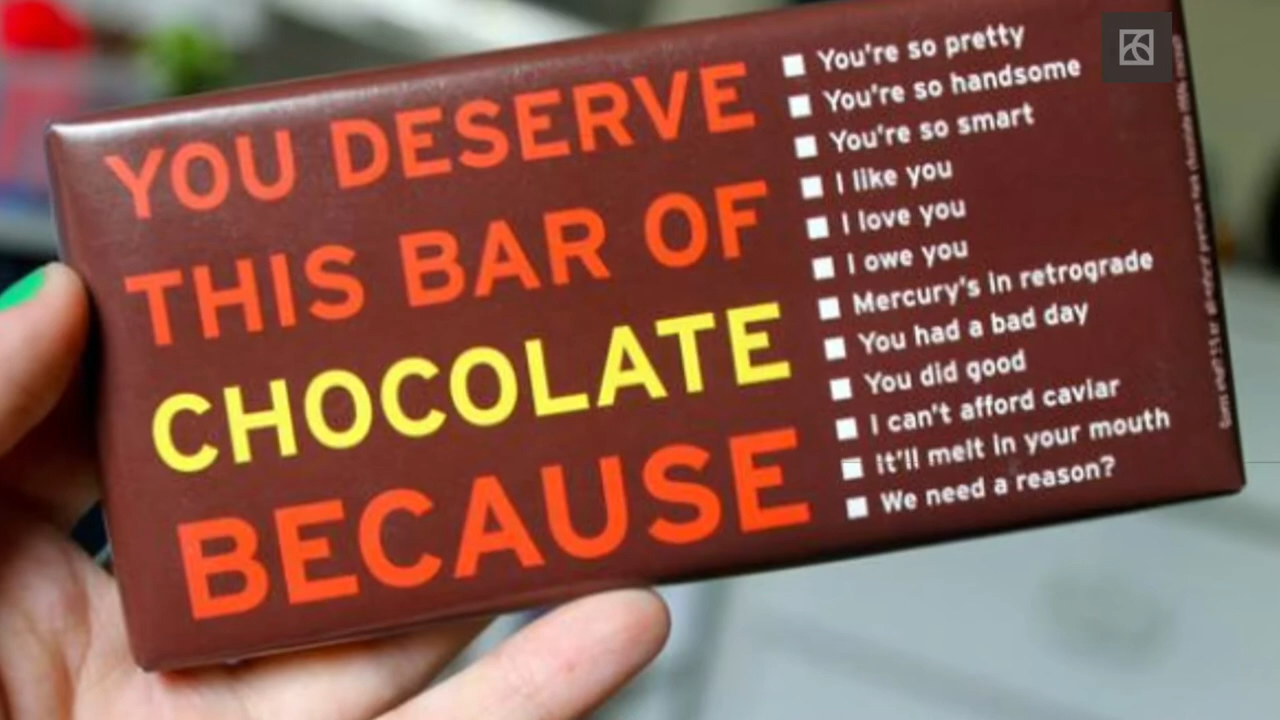 YOU DESERVE
THIS BAR OF
CHOCOLATE
BECAUSE
You're so pretty
You're so handsome
You're so smart
I like you
I love you
I owe you
Mercury's in retrograde
You had a bad day
You did good
I can't afford caviar
It'll melt in your mouth
We need a reason?